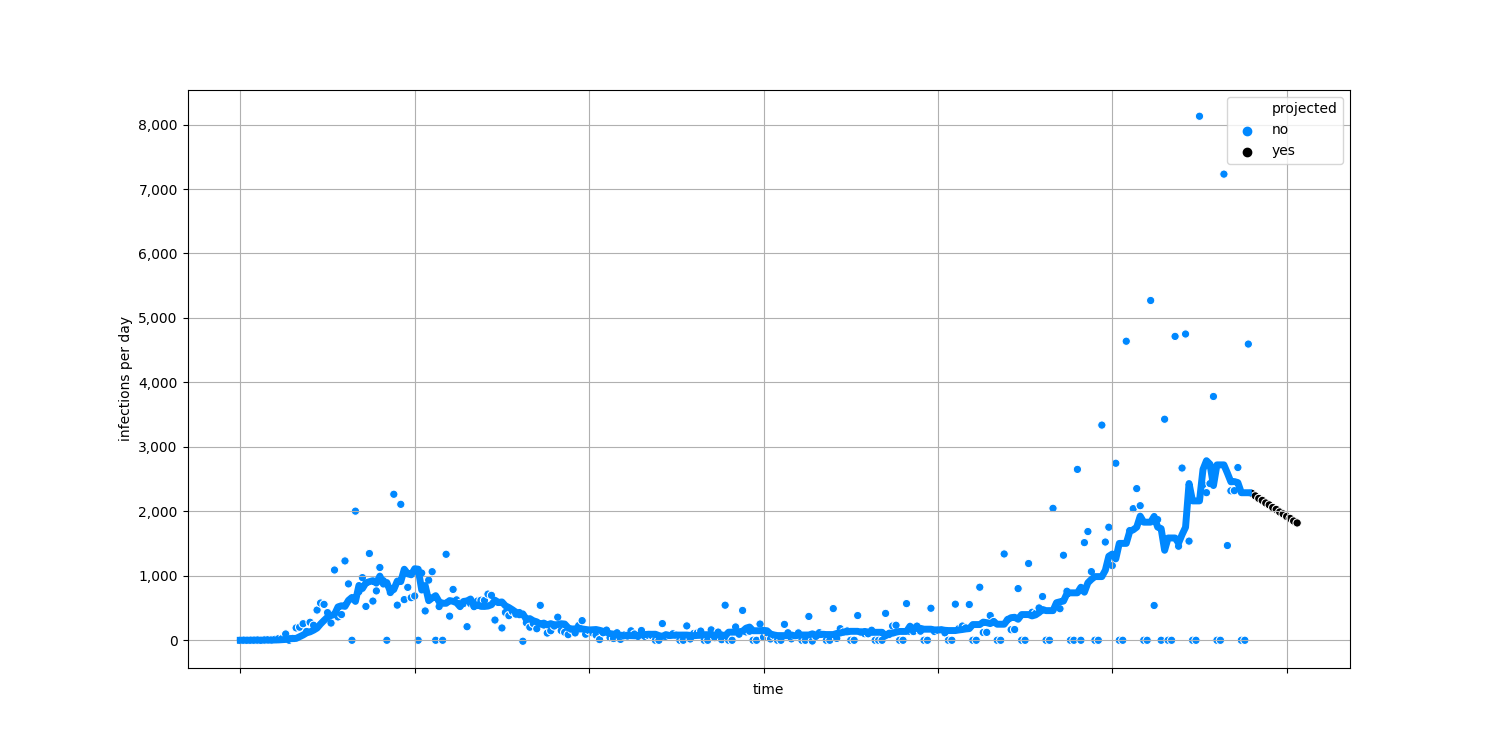 projected
no
yes
8,000
7,000
6,000
5,000
4,000
3,000
2,000
1,000
0
infections per day
time